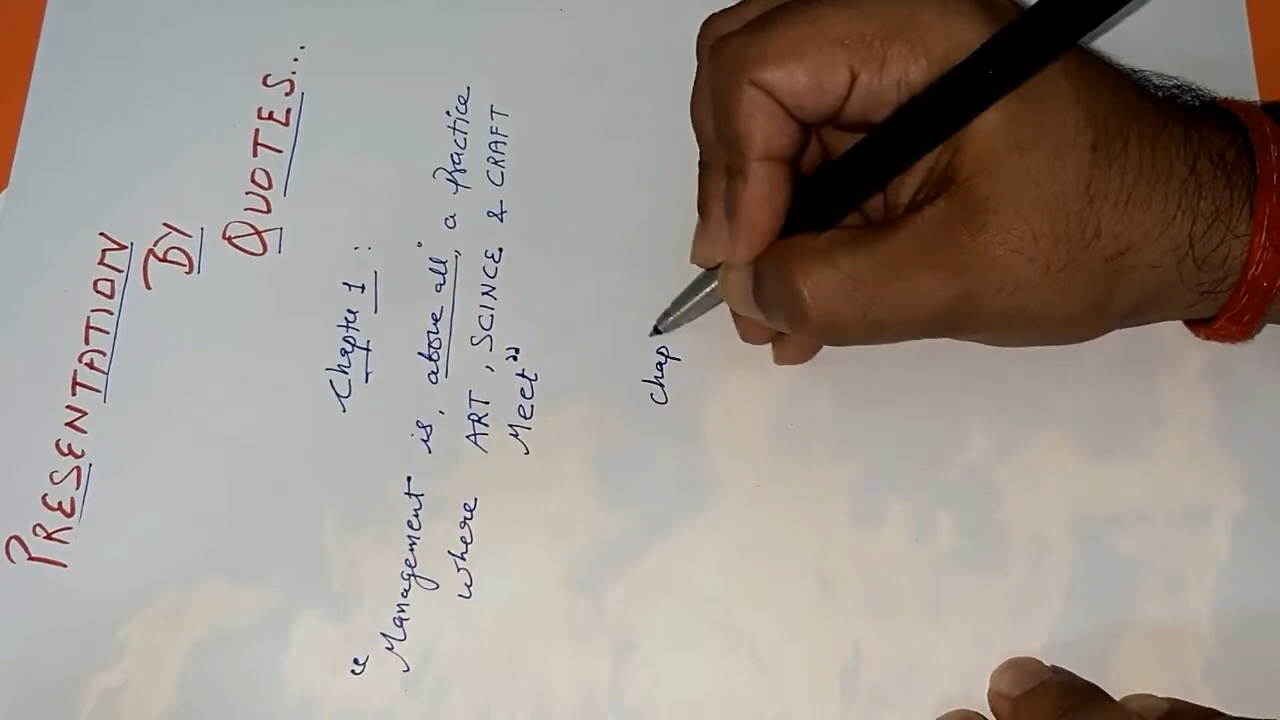 PRESENTATION
BY
QUOTES...
Chapter 1 :
"Management is, "above all", a Practice
where ART, SCINCE & CRAFT
Meet"
Chap